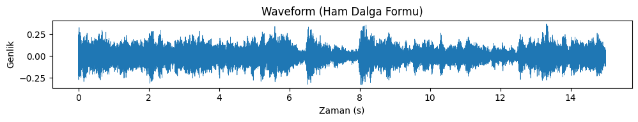 Waveform (Ham Dalga Formu)
Genlik
0.25
0.00
−0.25
0 2 4 6 8 10 12 14
Zaman (s)